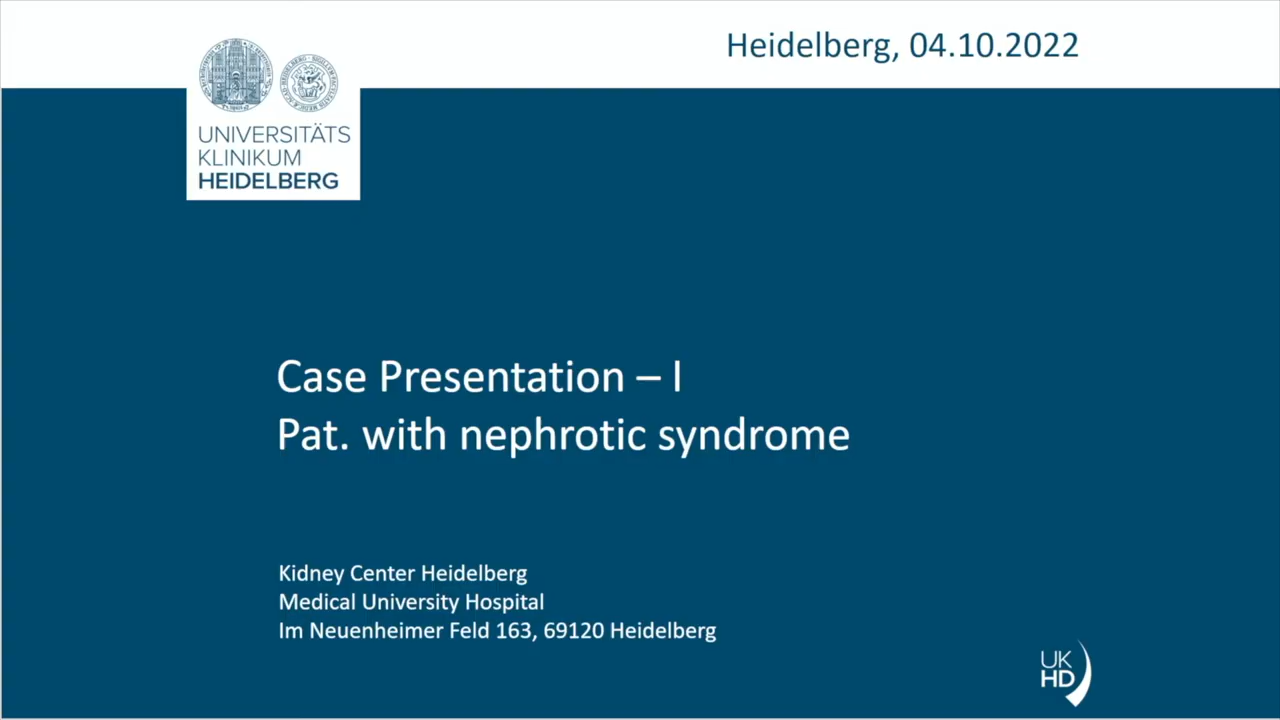 Heidelberg, 04.10.2022
UNIVERSITÄTS
KLINIKUM
HEIDELBERG
Case Presentation – I
Pat. with nephrotic syndrome
Kidney Center Heidelberg
Medical University Hospital
Im Neuenheimer Feld 163, 69120 Heidelberg
UK
HD